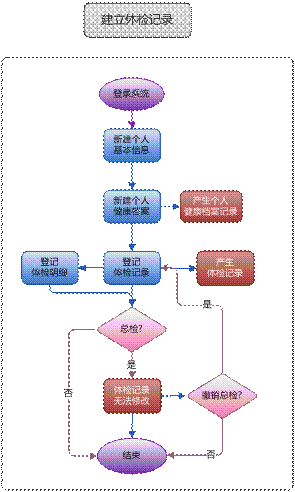 建立体检记录
登录系统
新建个人
基本信息
新建个人
健康答案
产生个人
健康档案记录
登记
体检明细
登记
体检记录
产生
体检记录
总检?
是
否
是
体检记录
无法修改
撤销总检?
否
结束